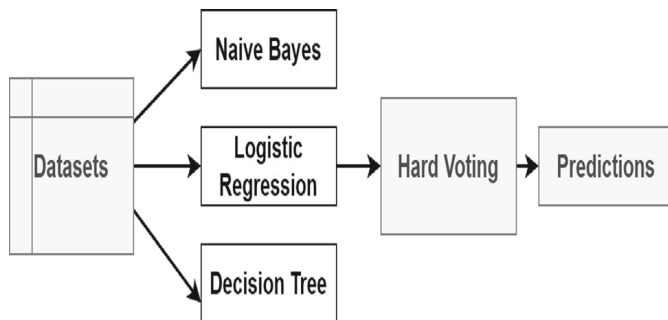 Naive Bayes
Datasets
Logistic
Regression
Hard Voting
Predictions
Decision Tree